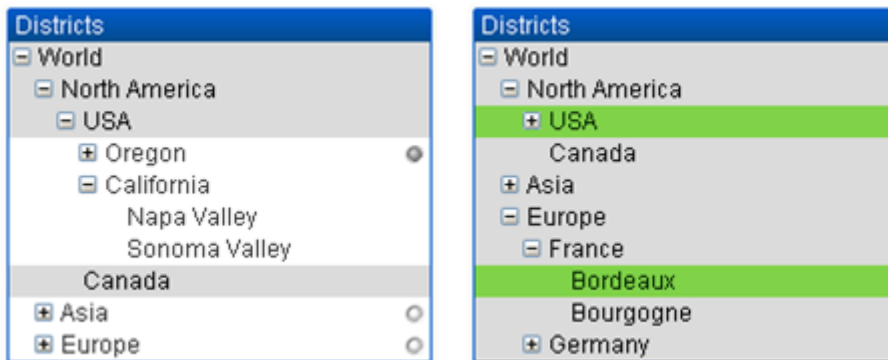 Districts
World
North America
USA
Oregon
California
Napa Valley
Sonoma Valley
Canada
Asia
Europe
Districts
World
North America
USA
Canada
Asia
Europe
France
Bordeaux
Bourgogne
Germany